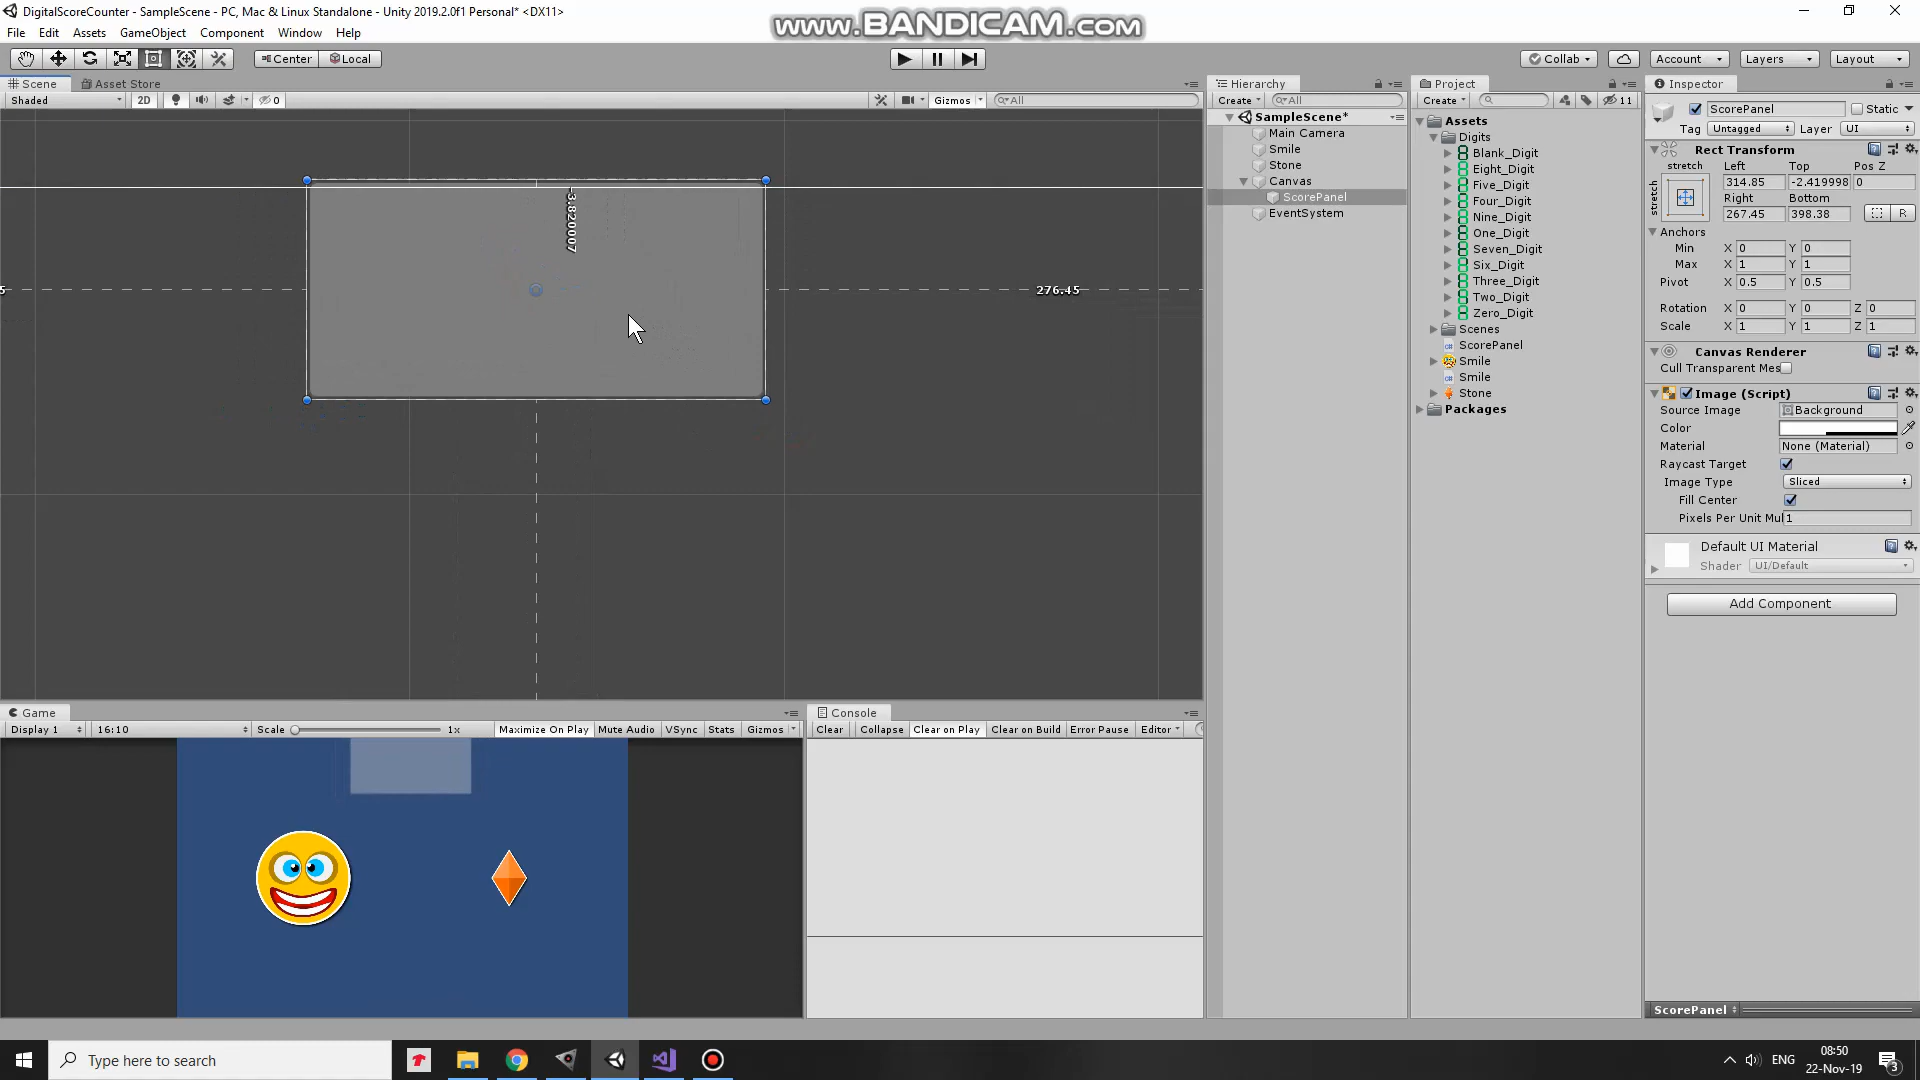 DigitalScoreCounter - SampleScene - PC, Mac & Linux Standalone - Unity 2019.2.0f1 Personal* <DX11>
www.BANDICAM.com
File Edit Assets GameObject Component Window Help
Center Local
Collab Account Layers Layout
Scene Asset Store
Shaded 2D 0 Gizmos All
3.820007
276.45
Hierarchy
Create All
SampleScene*
Main Camera
Smile
Stone
Canvas
ScorePanel
EventSystem
Project
Create 11
Assets
Digits
Blank_Digit
Eight_Digit
Five_Digit
Four_Digit
Nine_Digit
One_Digit
Seven_Digit
Six_Digit
Three_Digit
Two_Digit
Zero_Digit
Scenes
ScorePanel
Smile
Smile
Stone
Packages
Inspector
ScorePanel Static
Tag Untagged Layer UI
Rect Transform
stretch Left Top Pos Z
stretch 314.85 -2.419998 0
Right Bottom
267.45 398.38 R
Anchors
Min X 0 Y 0
Max X 1 Y 1
Pivot X 0.5 Y 0.5
Rotation X 0 Y 0 Z 0
Scale X 1 Y 1 Z 1
Canvas Renderer
Cull Transparent Mes
Image (Script)
Source Image Background
Color
Material None (Material)
Raycast Target
Image Type Sliced
Fill Center
Pixels Per Unit Mul 1
Default UI Material
Shader UI/Default
Add Component
ScorePanel
Game
Display 1 16:10 Scale 1x Maximize On Play Mute Audio VSync Stats Gizmos
Console
Clear Collapse Clear on Play Clear on Build Error Pause Editor
Type here to search
ENG
08:50
22-Nov-19
3